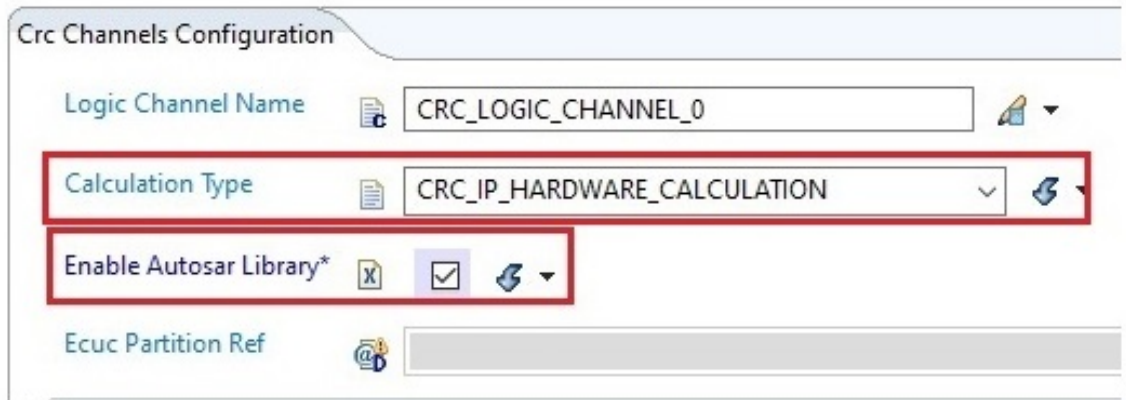 Crc Channels Configuration
Logic Channel Name CRC_LOGIC_CHANNEL_0
Calculation Type CRC_IP_HARDWARE_CALCULATION
Enable Autosar Library*
Ecuc Partition Ref